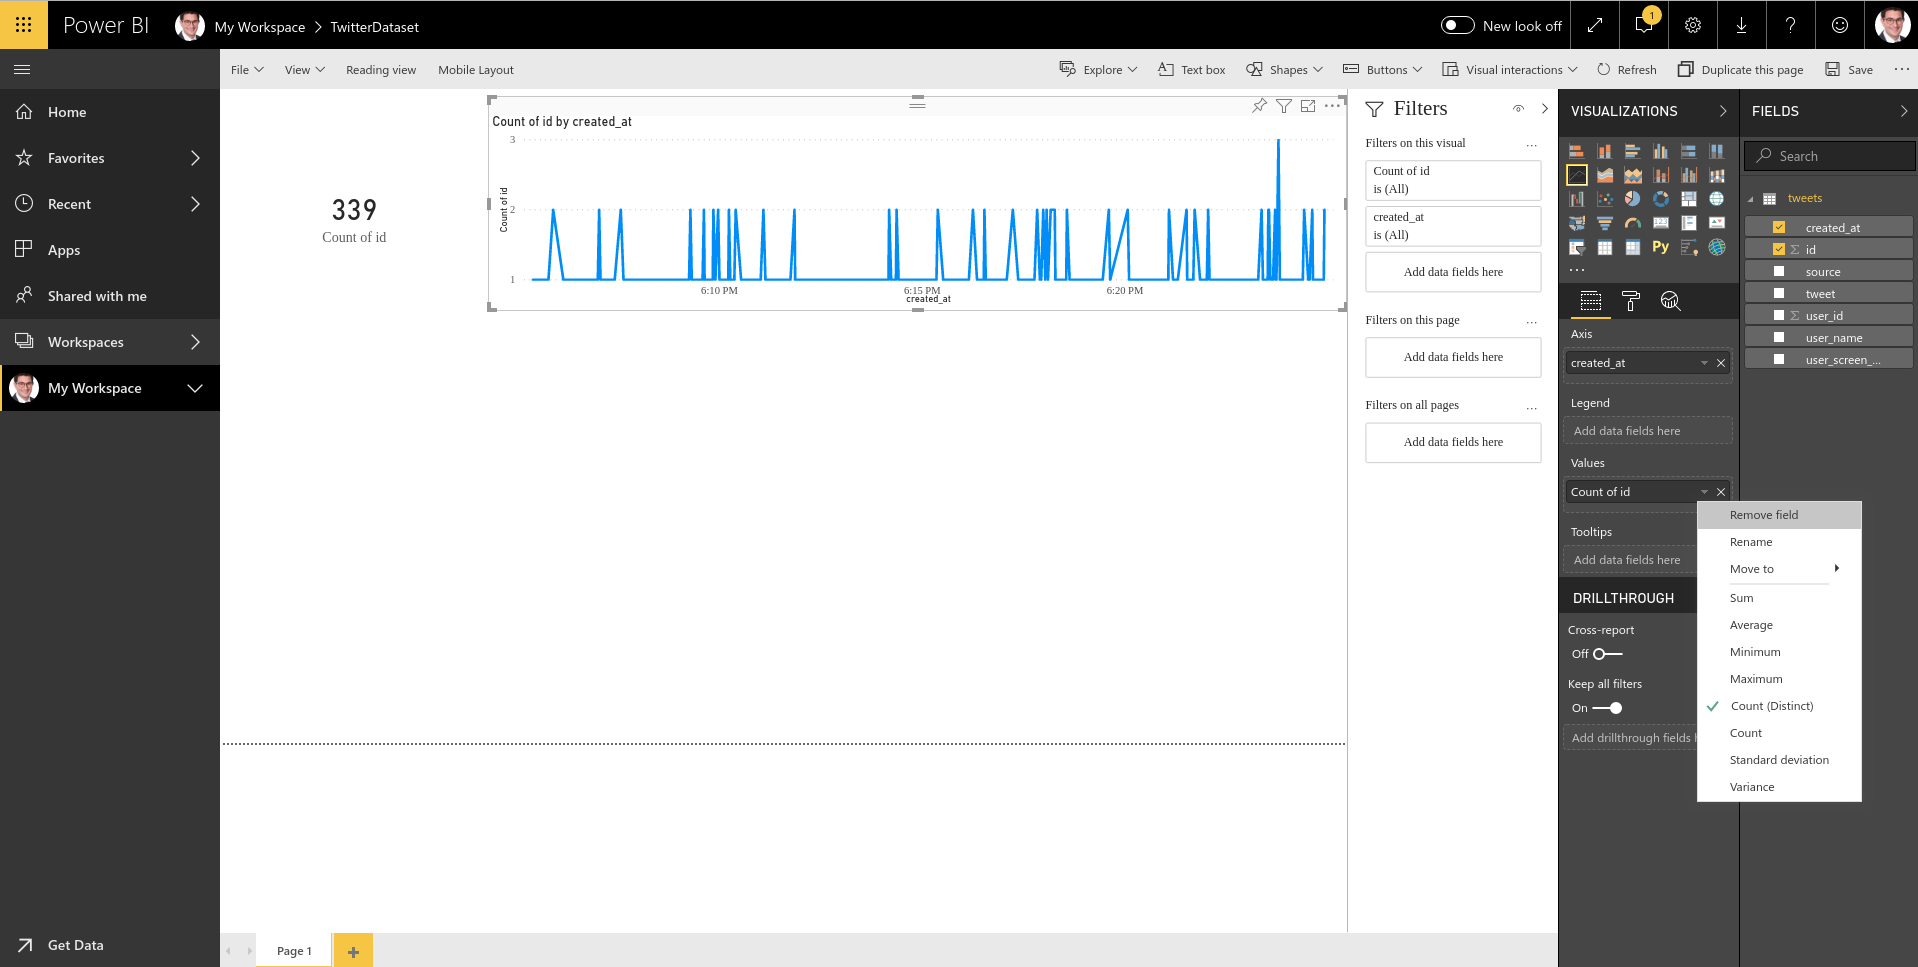 Power BI
My Workspace > TwitterDataset
New look off
1
?
File
View
Reading view
Mobile Layout
Explore
Text box
Shapes
Buttons
Visual interactions
Refresh
Duplicate this page
Save
...
Home
Favorites
Recent
Apps
Shared with me
Workspaces
My Workspace
Get Data
339
Count of id
Count of id by created_at
3
2
1
Count of id
6:10 PM
6:15 PM
6:20 PM
created_at
Page 1
+
Filters
Filters on this visual
...
Count of id
is (All)
created_at
is (All)
Add data fields here
Filters on this page
...
Add data fields here
Filters on all pages
...
Add data fields here
VISUALIZATIONS
Py
...
Axis
created_at
Legend
Add data fields here
Values
Count of id
Tooltips
Add data fields here
DRILLTHROUGH
Cross-report
Off
Keep all filters
On
Add drillthrough fields
Remove field
Rename
Move to
Sum
Average
Minimum
Maximum
Count (Distinct)
Count
Standard deviation
Variance
FIELDS
Search
tweets
created_at
Σ id
source
tweet
Σ user_id
user_name
user_screen_...